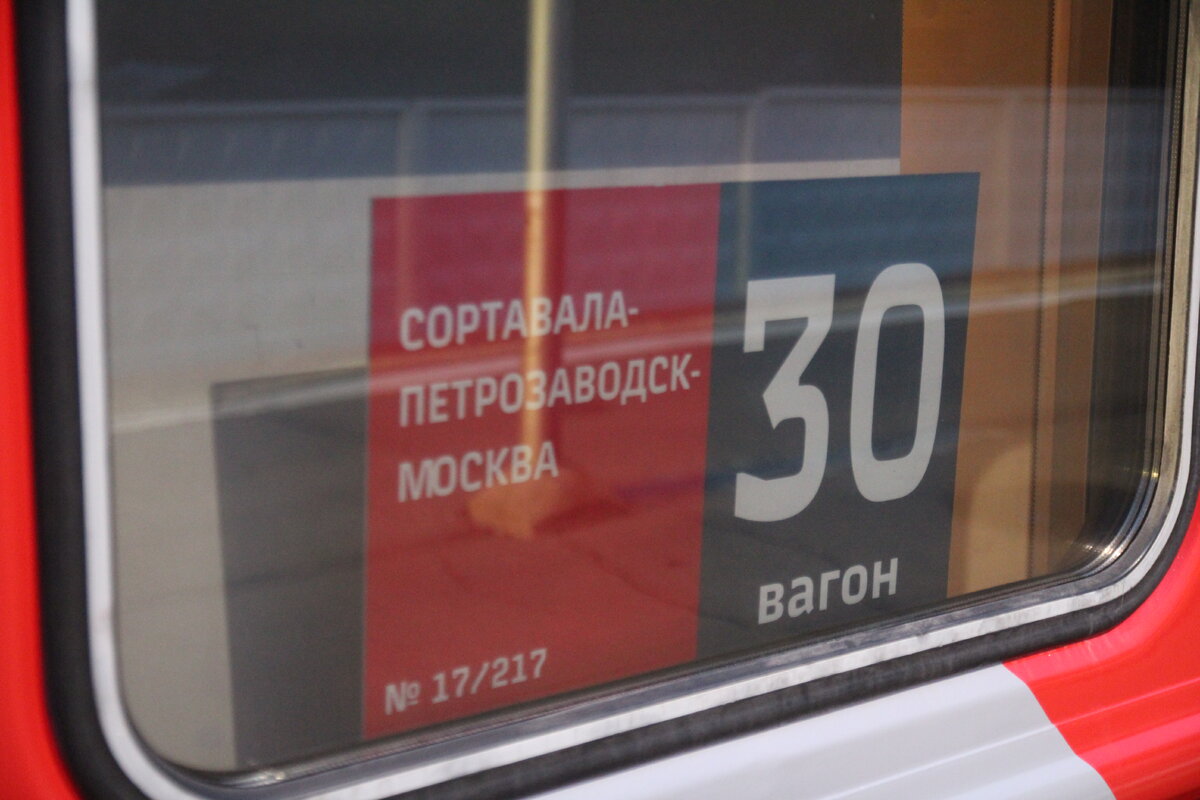 СОРТАВАЛА-
ПЕТРОЗАВОДСК-
МОСКВА
№ 17/217
30
вагон